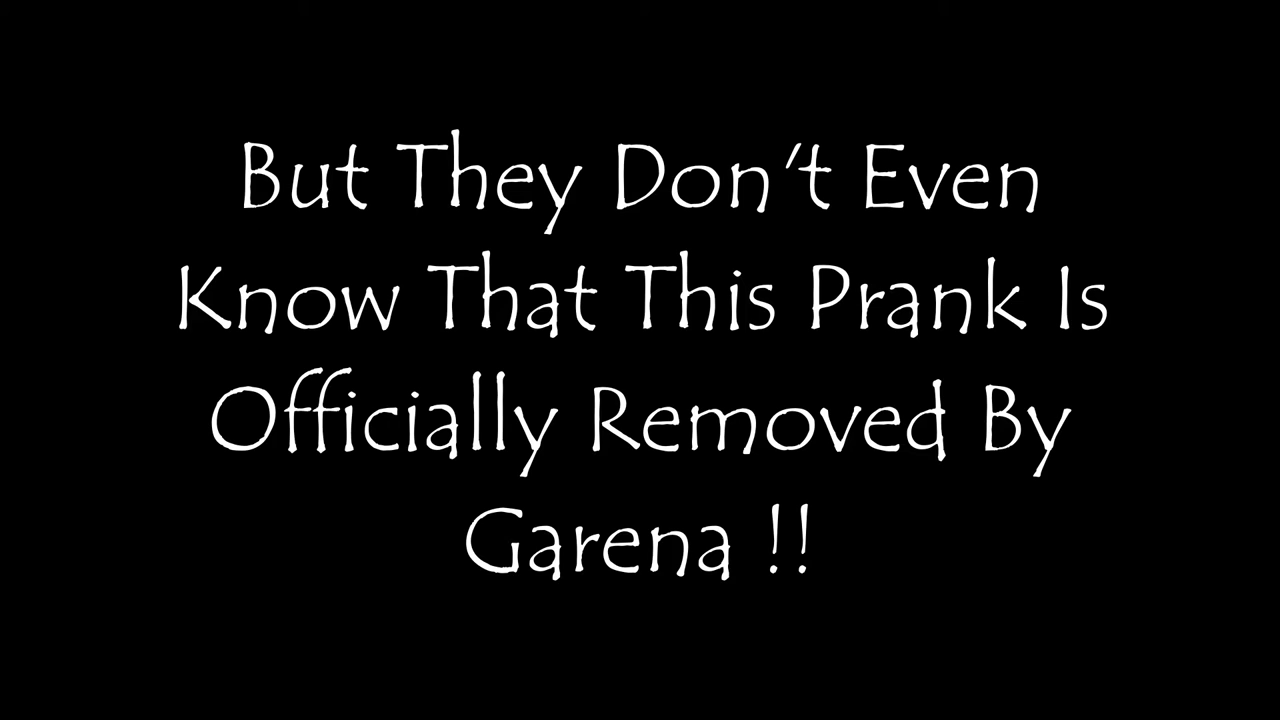 But They Don't Even
Know That This Prank Is
Officially Removed By
Garena !!